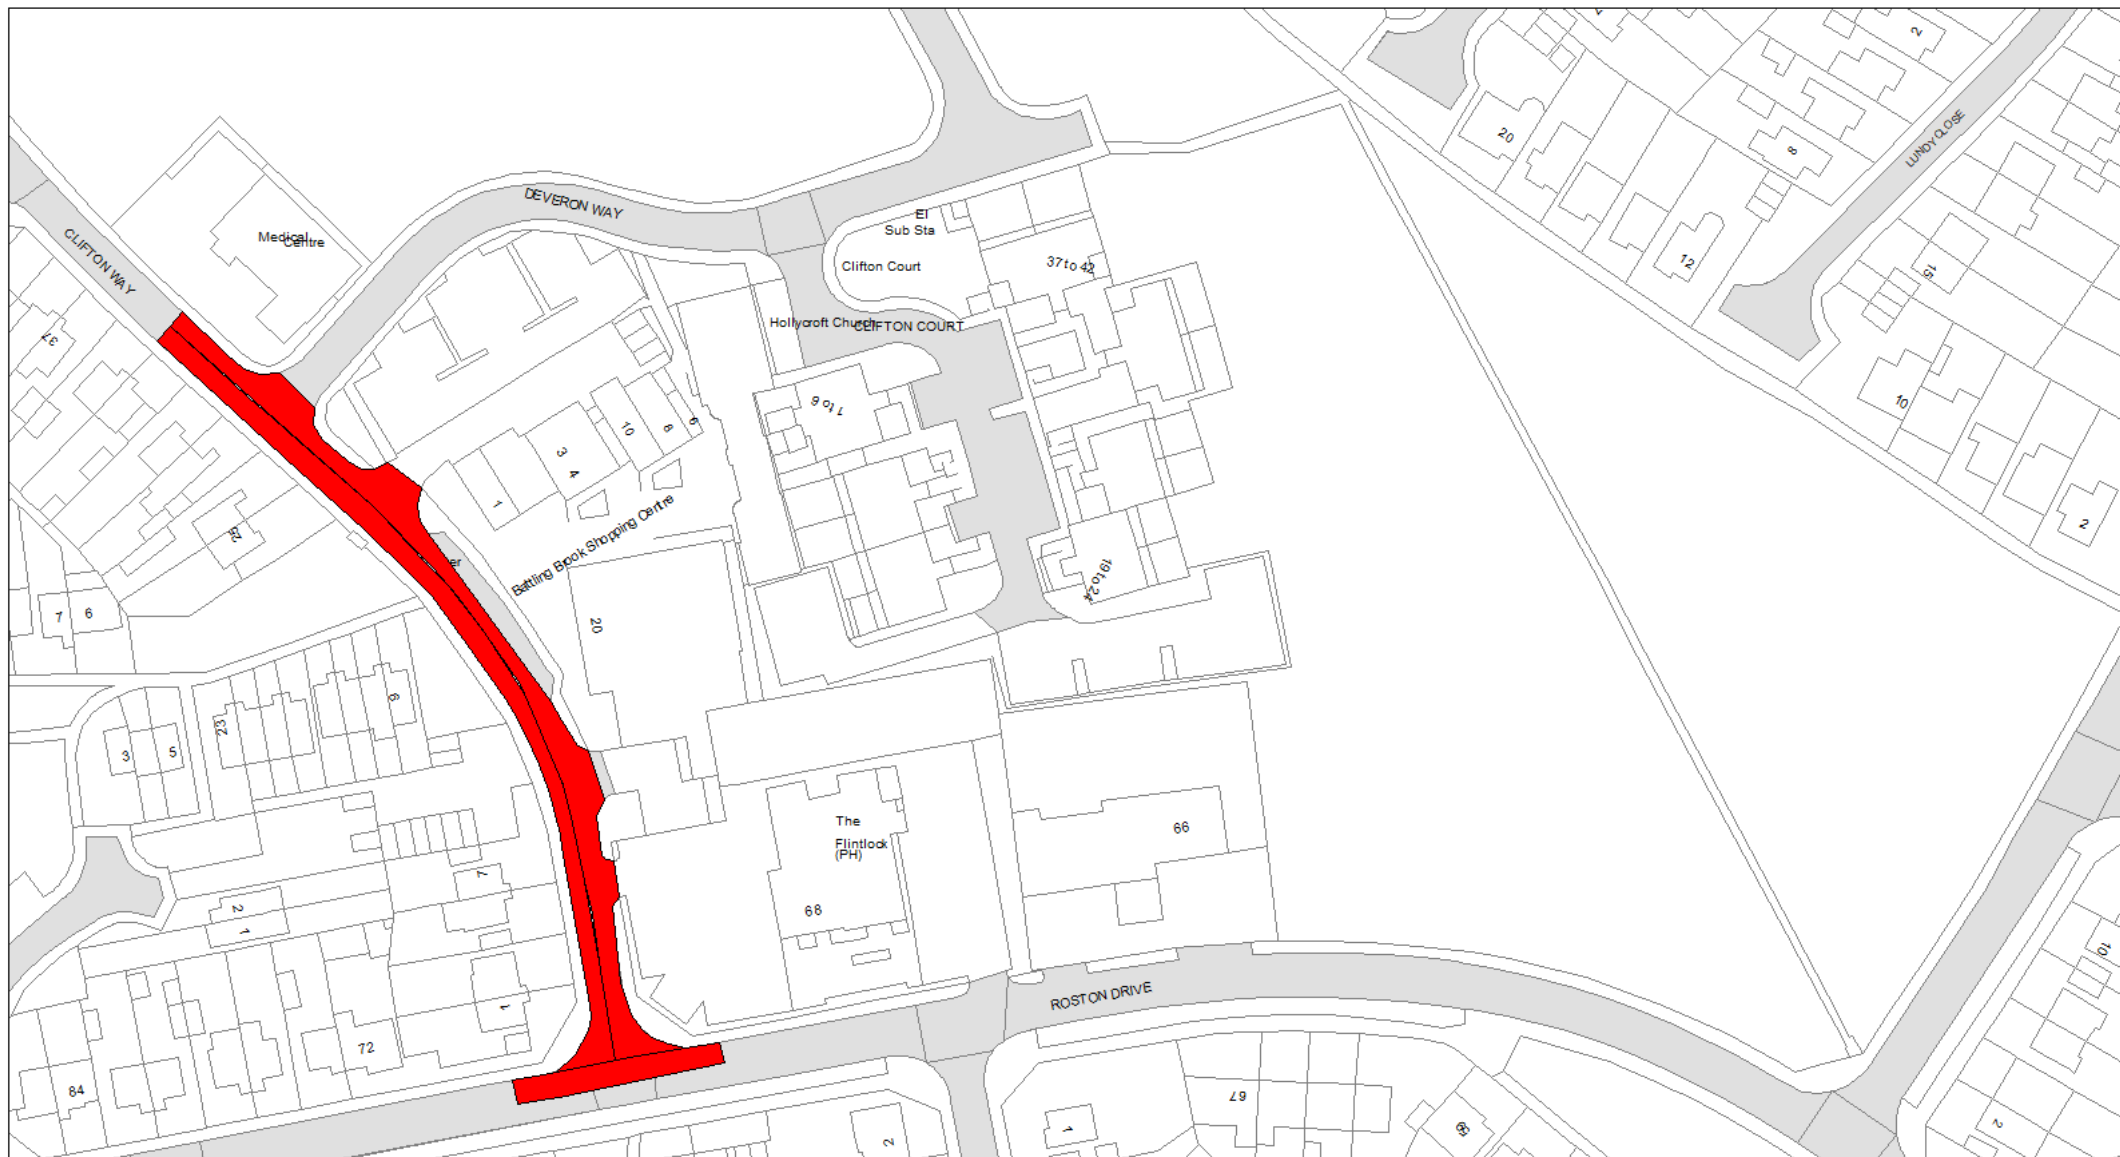 2
20
8
LUNDY CLOSE
DEVERON WAY
El
Sub Sta
CLIFTON WAY
Medical
Centre
Clifton Court
37 to 42
12
15
Hollycroft Church
CLIFTON COURT
37
1 to 6
10
10
8
6
3
4
1
2
Battling Brook Shopping Centre
er
19 to 24
7
6
20
9
23
3
5
The
Flintlock
(PH)
66
7
2
1
68
10
ROSTON DRIVE
1
72
84
67
1
2
2